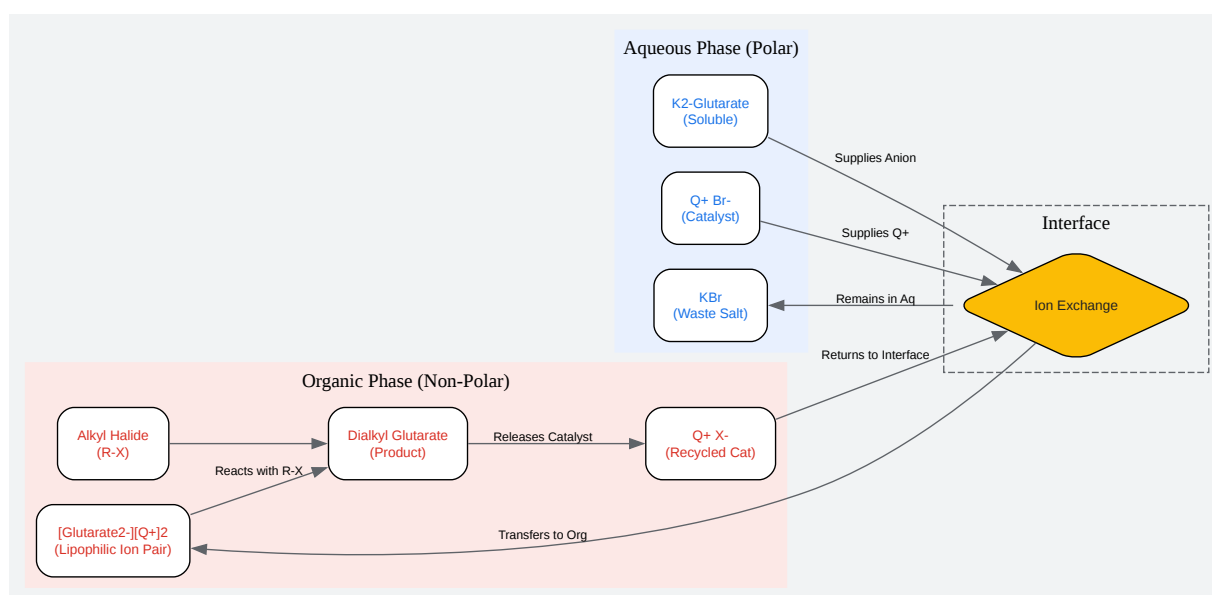 Aqueous Phase (Polar)
K2-Glutarate
(Soluble)
Supplies Anion
Q+ Br-
(Catalyst)
Supplies Q+
Interface
KBr
(Waste Salt)
Remains in Aq
Ion Exchange
Returns to Interface
Organic Phase (Non-Polar)
Alkyl Halide
(R-X)
Dialkyl Glutarate
(Product)
Releases Catalyst
Q+ X-
(Recycled Cat)
Reacts with R-X
[Glutarate2-][Q+]2
(Lipophilic Ion Pair)
Transfers to Org